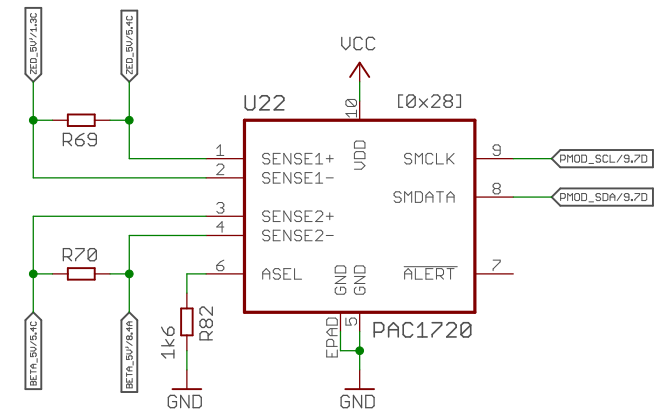 ZED_5V'/1.3C
ZED_5V/5.4C
VCC
U22
[0x28]
10
R69
1
SENSE1+
VDD
SMCLK
9
PMOD_SCL/9.7D
2
SENSE1-
SMDATA
8
PMOD_SDA/9.7D
3
SENSE2+
4
SENSE2-
R70
6
ASEL
GND
GND
ALERT
7
1k6
R82
EPAD
5
PAC1720
BETA_5V/5.4C
BETA_5V'/8.4A
GND
GND